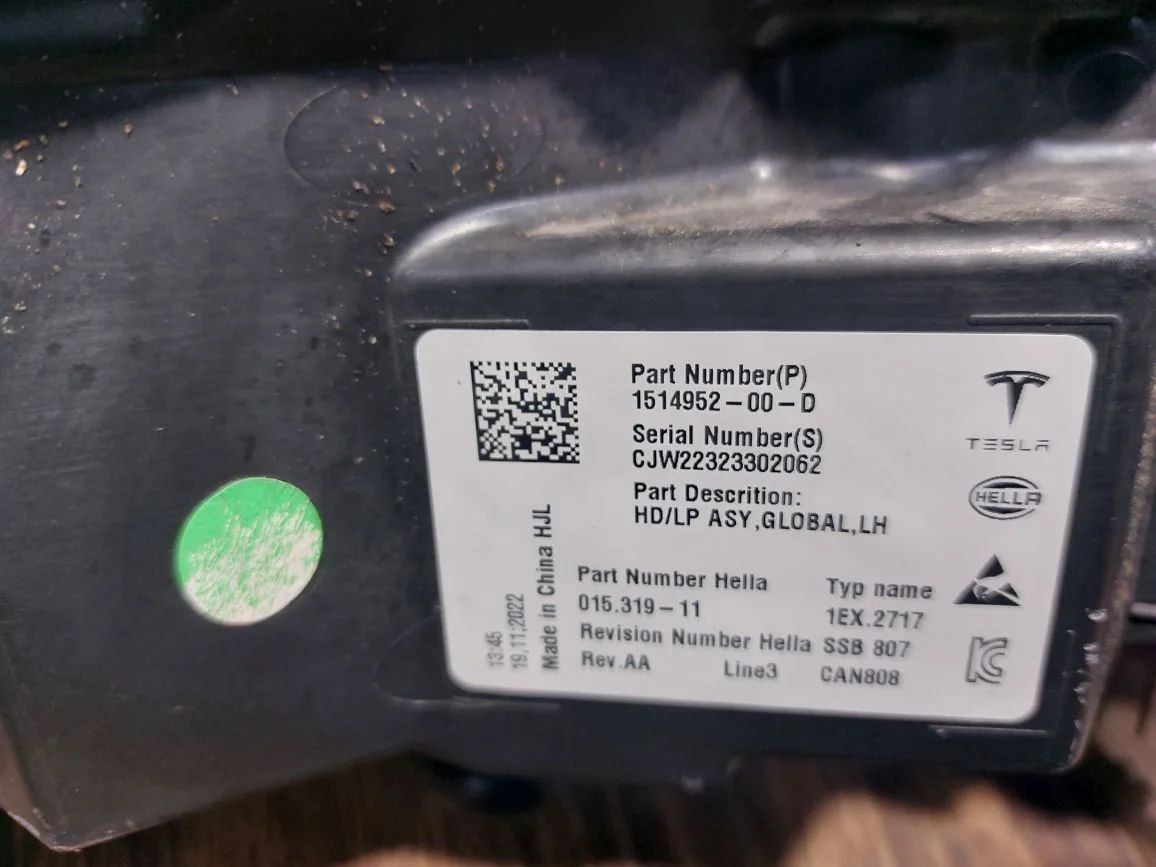 Part Number(P)
1514952-00-D
Serial Number(S)
CJW22323302062
Part Descrition:
HD/LP ASY,GLOBAL,LH
TESLA
HELLA
13:45
19.11.2022
Made in China HJL
Part Number Hella
015.319-11
Revision Number Hella
Rev.AA
Line3
Typ name
1EX.2717
SSB 807
CAN808